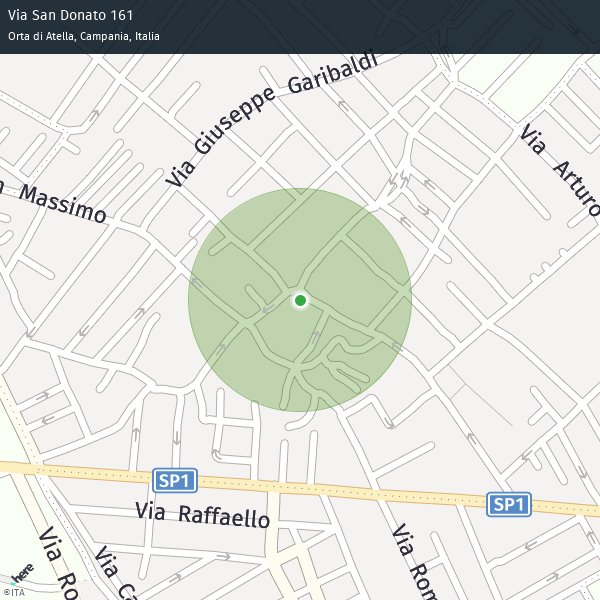 Via San Donato 161
Orta di Atella, Campania, Italia
Via Giuseppe Garibaldi
Via Arturo
Massimo
SP1
SP1
Via Raffaello
Via Ro
Via Ca
Via Rom
here
©ITA